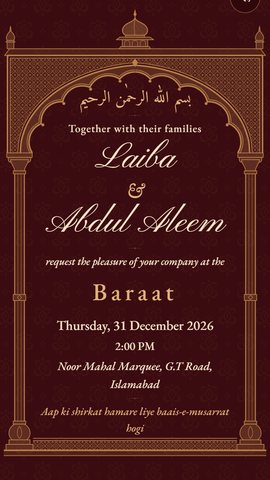 بسم الله الرحمٰن الرحيم
Together with their families
Laiba
&
Abdul Aleem
request the pleasure of your company at the
Baraat
Thursday, 31 December 2026
2:00 PM
Noor Mahal Marquee, G.T Road,
Islamabad
Aap ki shirkat hamare liye baais-e-musarrat
hogi